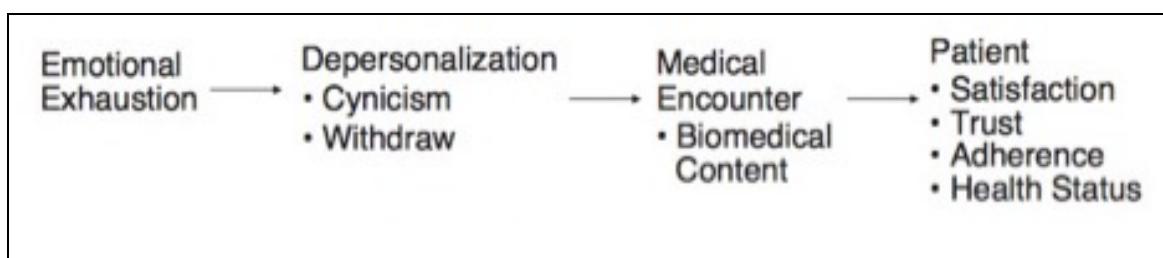 Emotional
Exhaustion
Depersonalization
• Cynicism
• Withdraw
Medical
Encounter
• Biomedical
Content
Patient
• Satisfaction
• Trust
• Adherence
• Health Status